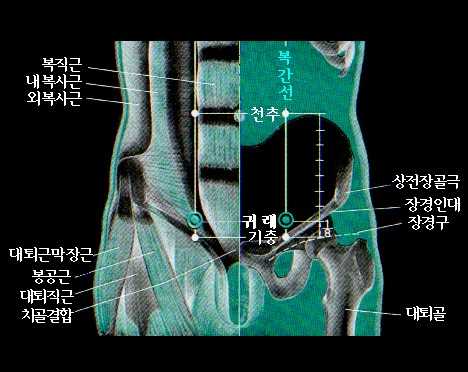 복직근
내복사근
외복사근
복간선
천추
상전장골극
장경인대
장경구
귀래
기충
18
대퇴근막장근
봉공근
대퇴직근
치골결합
대퇴골